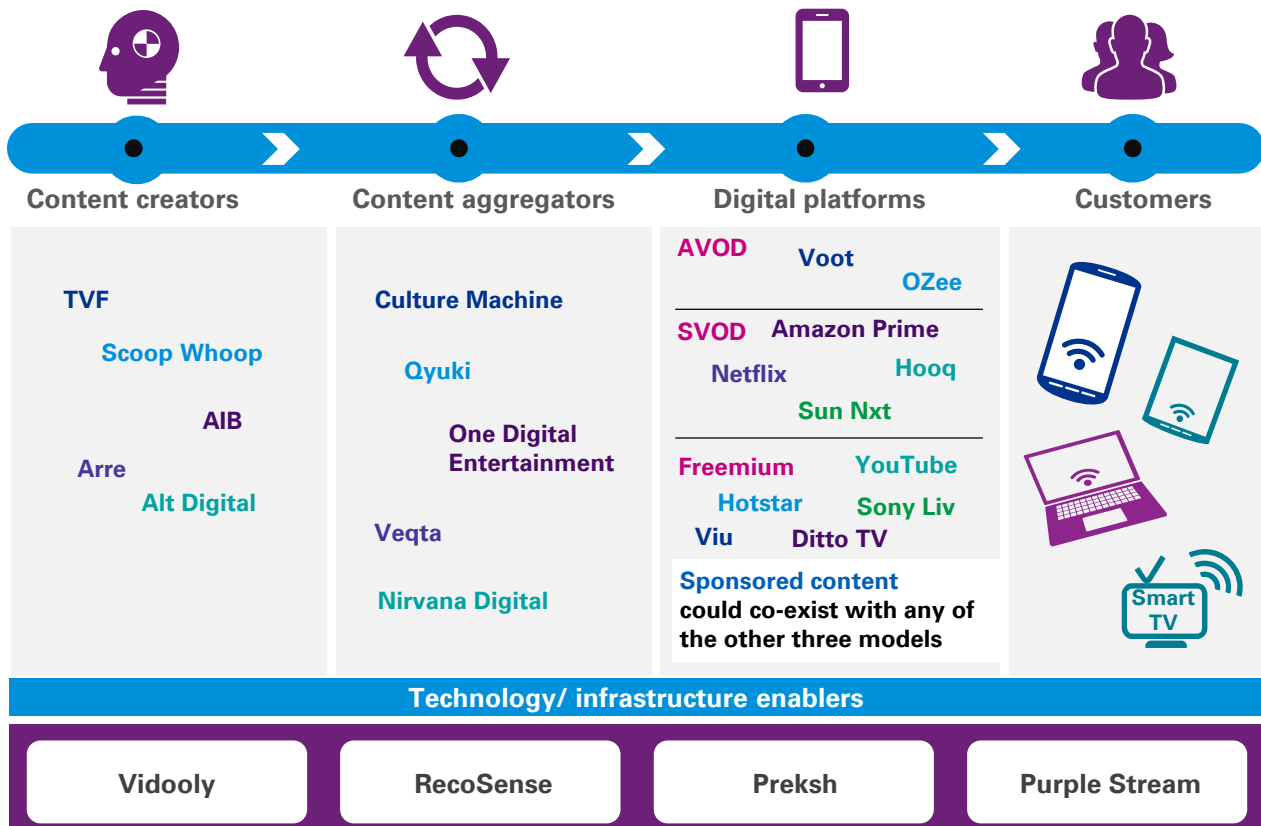 Content creators
Content aggregators
Digital platforms
Customers
TVF
Scoop Whoop
AIB
Arre
Alt Digital
Culture Machine
Qyuki
One Digital
Entertainment
Veqta
Nirvana Digital
AVOD
Voot
OZee
SVOD
Amazon Prime
Netflix
Hooq
Sun Nxt
Freemium
YouTube
Hotstar
Sony Liv
Viu
Ditto TV
Sponsored content
could co-exist with any of
the other three models
Smart
TV
Technology/ infrastructure enablers
Vidooly
RecoSense
Preksh
Purple Stream